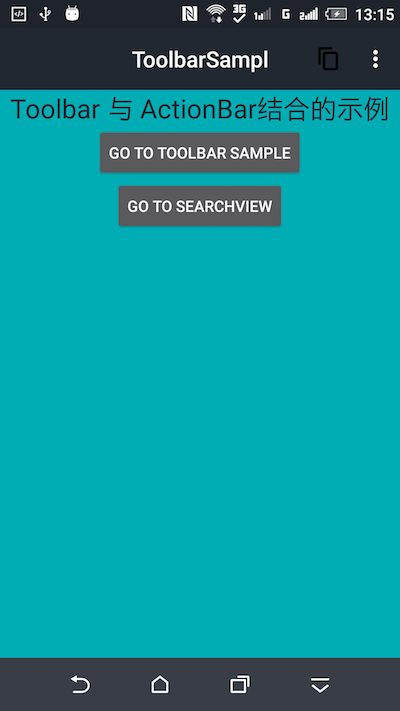 3G
G
2
13:15
ToolbarSampl
Toolbar 与 ActionBar结合的示例
GO TO TOOLBAR SAMPLE
GO TO SEARCHVIEW